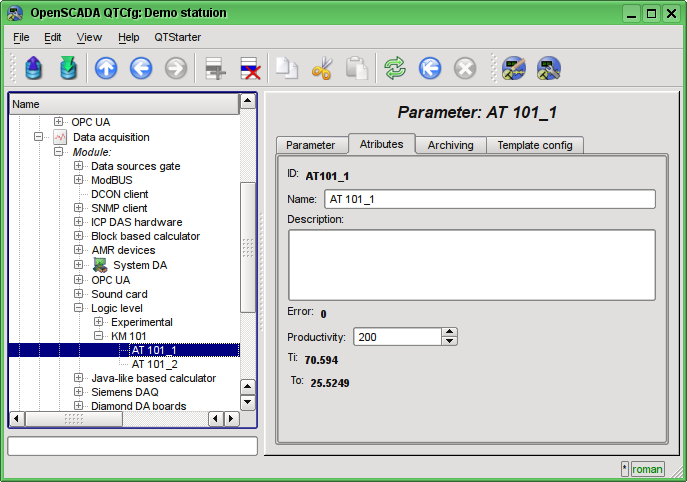 OpenSCADA QTCfg: Demo statuion
File Edit View Help QTStarter
Name
OPC UA
Data acquisition
Module:
Data sources gate
ModBUS
DCON client
SNMP client
ICP DAS hardware
Block based calculator
AMR devices
System DA
OPC UA
Sound card
Logic level
Experimental
KM 101
AT 101_1
AT 101_2
Java-like based calculator
Siemens DAQ
Diamond DA boards
Parameter: AT 101_1
Parameter Atributes Archiving Template config
ID: AT101_1
Name: AT 101_1
Description:
Error: 0
Productivity: 200
Ti: 70.594
To: 25.5249
* roman